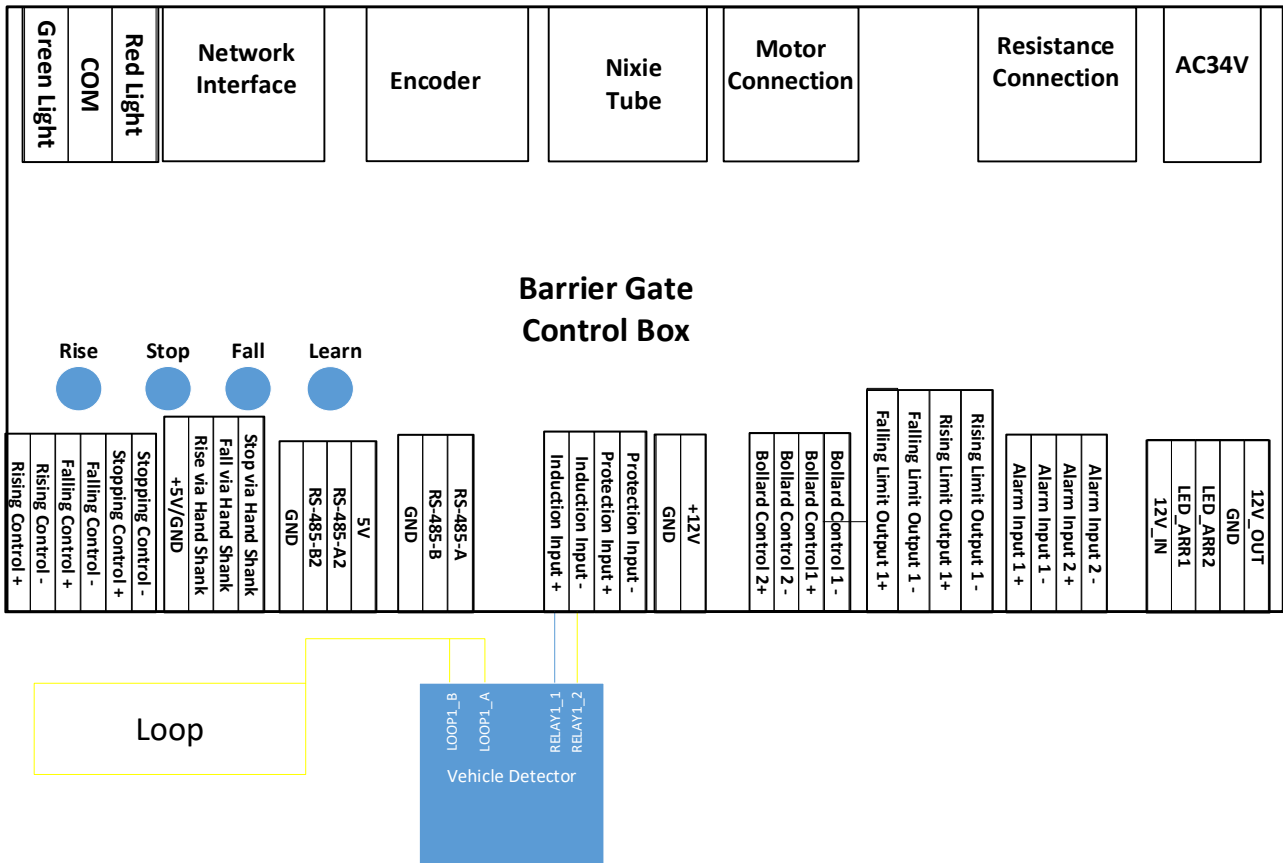 Green Light
COM
Red Light
Network
Interface
Encoder
Nixie
Tube
Motor
Connection
Resistance
Connection
AC34V
Barrier Gate
Control Box
Rise
Stop
Fall
Learn
Rising Control +
Rising Control -
Falling Control +
Falling Control -
Stopping Control +
Stopping Control -
+5V/GND
Rise via Hand Shank
Fall via Hand Shank
Stop via Hand Shank
GND
RS-485-B2
RS-485-A2
5V
GND
RS-485-B
RS-485-A
Induction Input +
Induction Input -
Protection Input +
Protection Input -
GND
+12V
Bollard Control 2+
Bollard Control 2 -
Bollard Control1 +
Bollard Control 1 -
Falling Limit Output 1+
Falling Limit Output 1 -
Rising Limit Output 1+
Rising Limit Output 1 -
Alarm Input 1 +
Alarm Input 1 -
Alarm Input 2 +
Alarm Input 2 -
12V_IN
LED_ARR1
LED_ARR2
GND
12V_OUT
Loop
LOOP1_B
LOOP1_A
RELAY1_1
RELAY1_2
Vehicle Detector